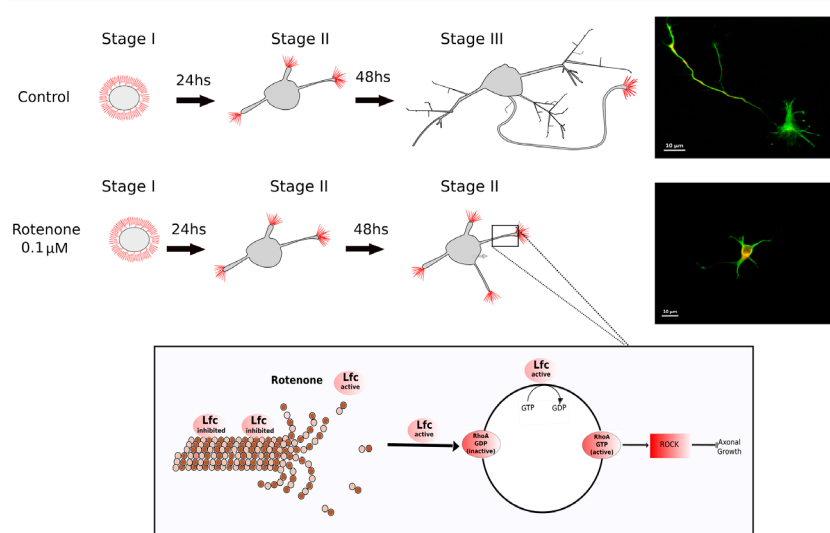 Stage I
Stage II
Stage III
24hs
48hs
Control
10 µm
Stage I
Stage II
Stage II
Rotenone
0.1 µM
24hs
48hs
10 µm
Rotenone
Lfc
active
Lfc
inhibited
Lfc
inhibited
Lfc
active
Lfc
active
GTP
GDP
RhoA
GDP
(inactive)
RhoA
GTP
(active)
ROCK
Axonal
Growth